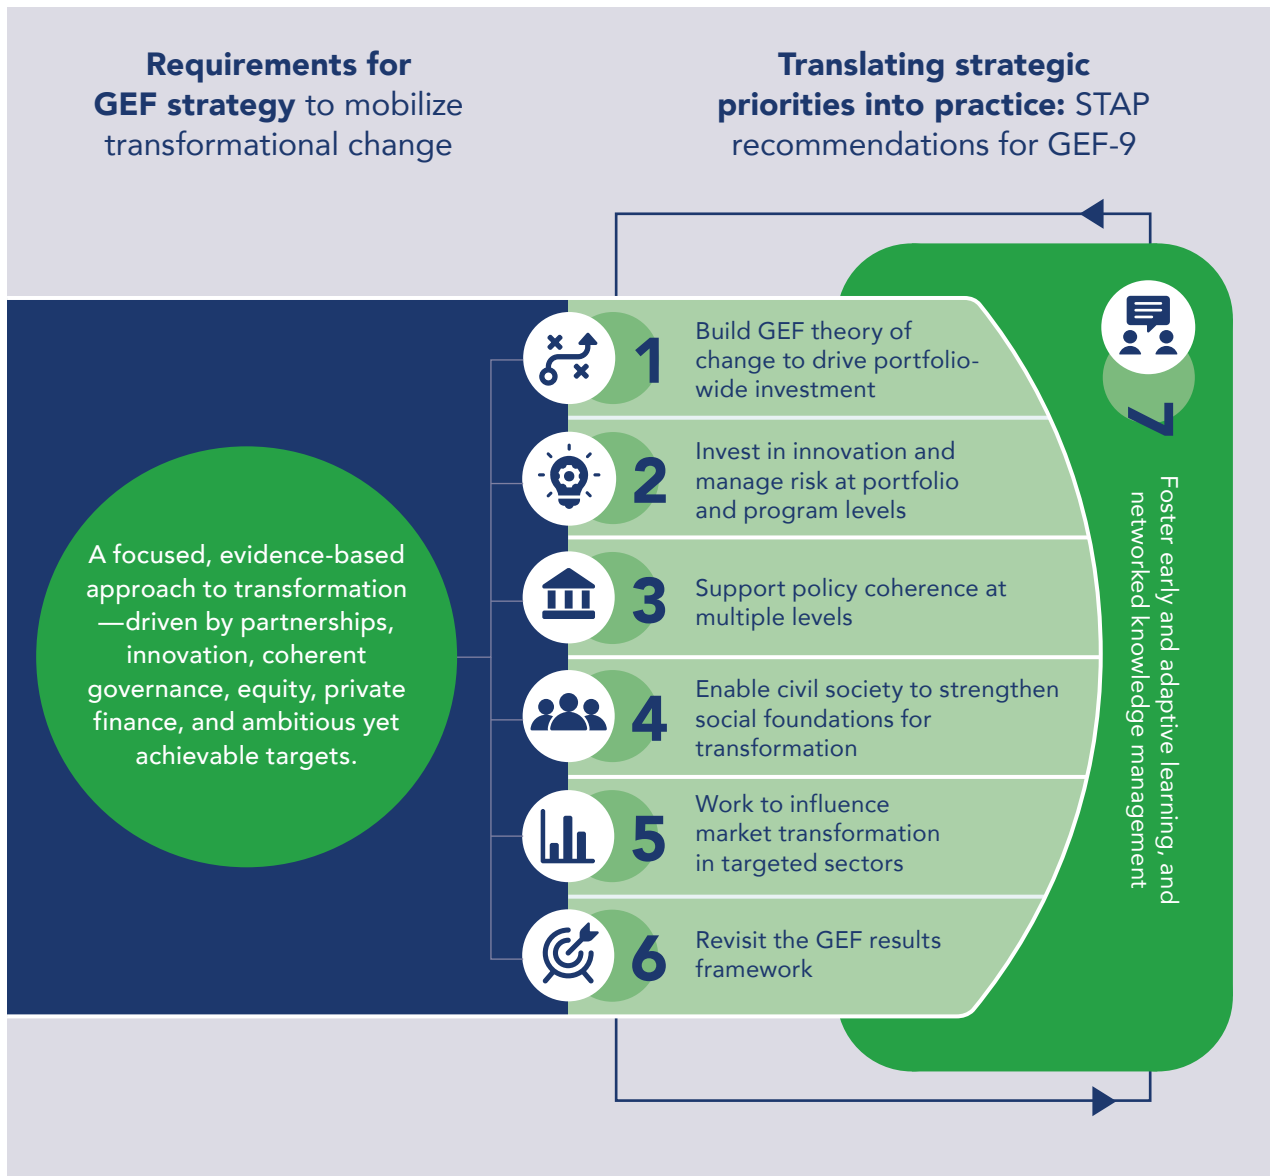 Requirements for
GEF strategy to mobilize
transformational change
Translating strategic
priorities into practice: STAP
recommendations for GEF-9
A focused, evidence-based
approach to transformation
—driven by partnerships,
innovation, coherent
governance, equity, private
finance, and ambitious yet
achievable targets.
1
Build GEF theory of
change to drive portfolio-
wide investment
2
Invest in innovation and
manage risk at portfolio
and program levels
3
Support policy coherence at
multiple levels
4
Enable civil society to strengthen
social foundations for
transformation
5
Work to influence
market transformation
in targeted sectors
6
Revisit the GEF results
framework
7
Foster early and adaptive learning, and
networked knowledge management